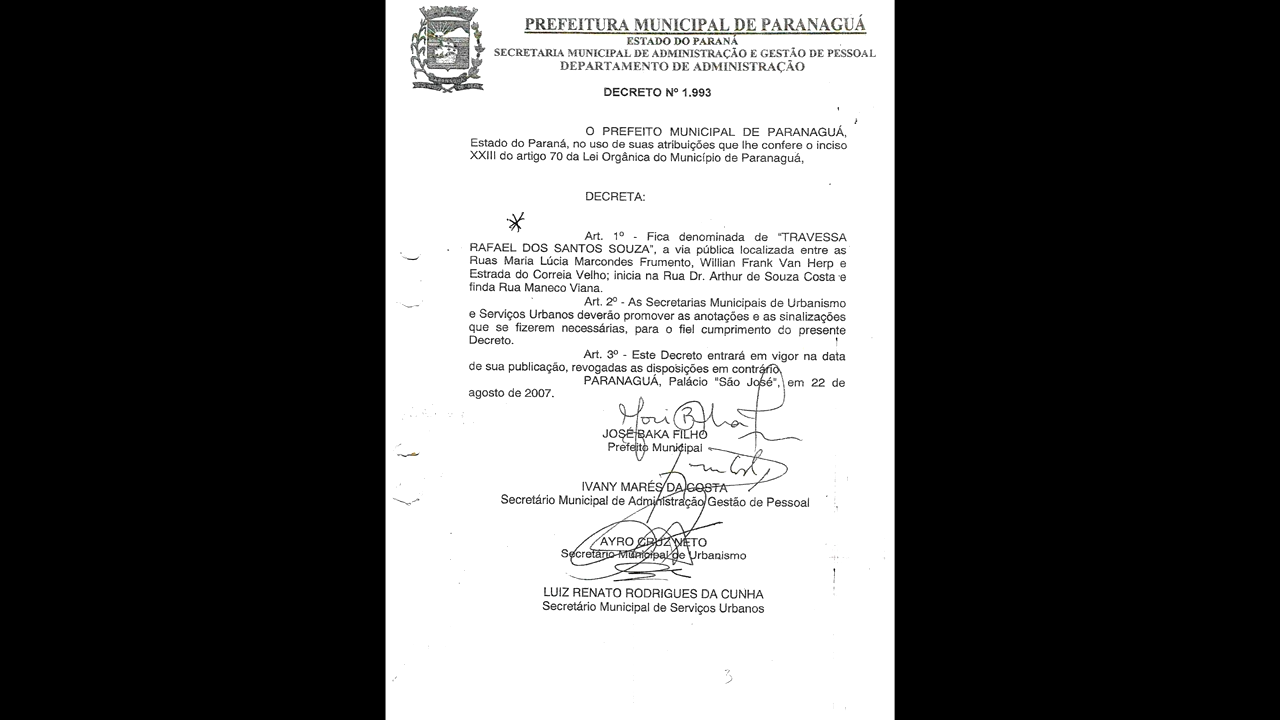 PREFEITURA MUNICIPAL DE PARANAGUÁ
ESTADO DO PARANÁ
SECRETARIA MUNICIPAL DE ADMINISTRAÇÃO E GESTÃO DE PESSOAL
DEPARTAMENTO DE ADMINISTRAÇÃO
DECRETO Nº 1.993
O PREFEITO MUNICIPAL DE PARANAGUÁ,
Estado do Paraná, no uso de suas atribuições que lhe confere o inciso
XXIII do artigo 70 da Lei Orgânica do Município de Paranaguá,
DECRETA:
Art. 1º - Fica denominada de "TRAVESSA
RAFAEL DOS SANTOS SOUZA", a via pública localizada entre as
Ruas Maria Lúcia Marcondes Frumento, Willian Frank Van Herp e
Estrada do Correia Velho; inicia na Rua Dr. Arthur de Souza Costa e
finda Rua Maneco Viana.
Art. 2º - As Secretarias Municipais de Urbanismo
e Serviços Urbanos deverão promover as anotações e as sinalizações
que se fizerem necessárias, para o fiel cumprimento do presente
Decreto.
Art. 3º - Este Decreto entrará em vigor na data
de sua publicação, revogadas as disposições em contrário.
PARANAGUÁ, Palácio "São José", em 22 de
agosto de 2007.
JOSÉ BAKA FILHO
Prefeito Municipal
IVANY MARÉS DA COSTA
Secretário Municipal de Administração Gestão de Pessoal
AYRO CRUZ NETO
Secretário Municipal de Urbanismo
LUIZ RENATO RODRIGUES DA CUNHA
Secretário Municipal de Serviços Urbanos
3